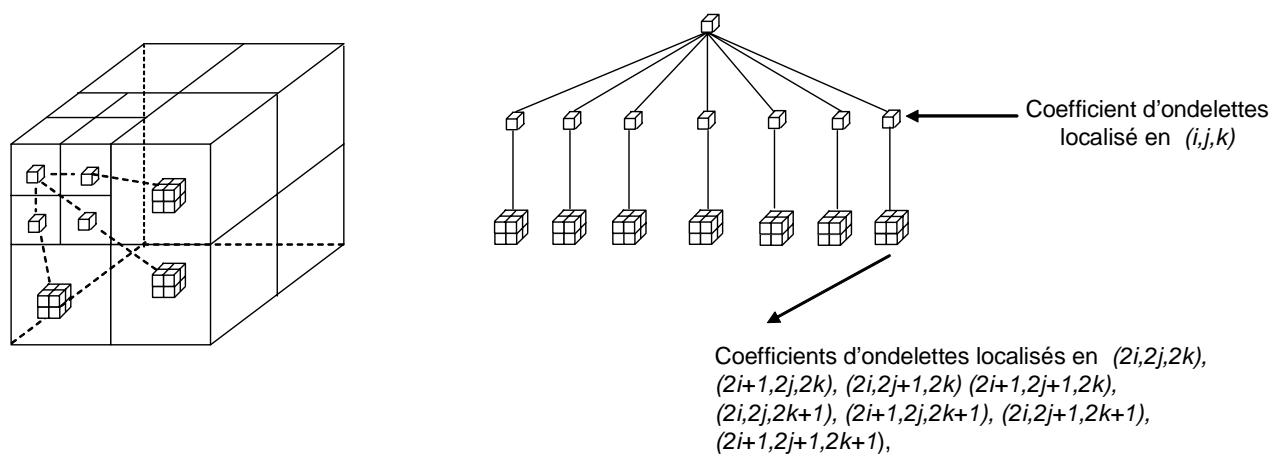 Coefficient d'ondelettes
localisé en (i,j,k)
Coefficients d'ondelettes localisés en (2i,2j,2k),
(2i+1,2j,2k), (2i,2j+1,2k) (2i+1,2j+1,2k),
(2i,2j,2k+1), (2i+1,2j,2k+1), (2i,2j+1,2k+1),
(2i+1,2j+1,2k+1),